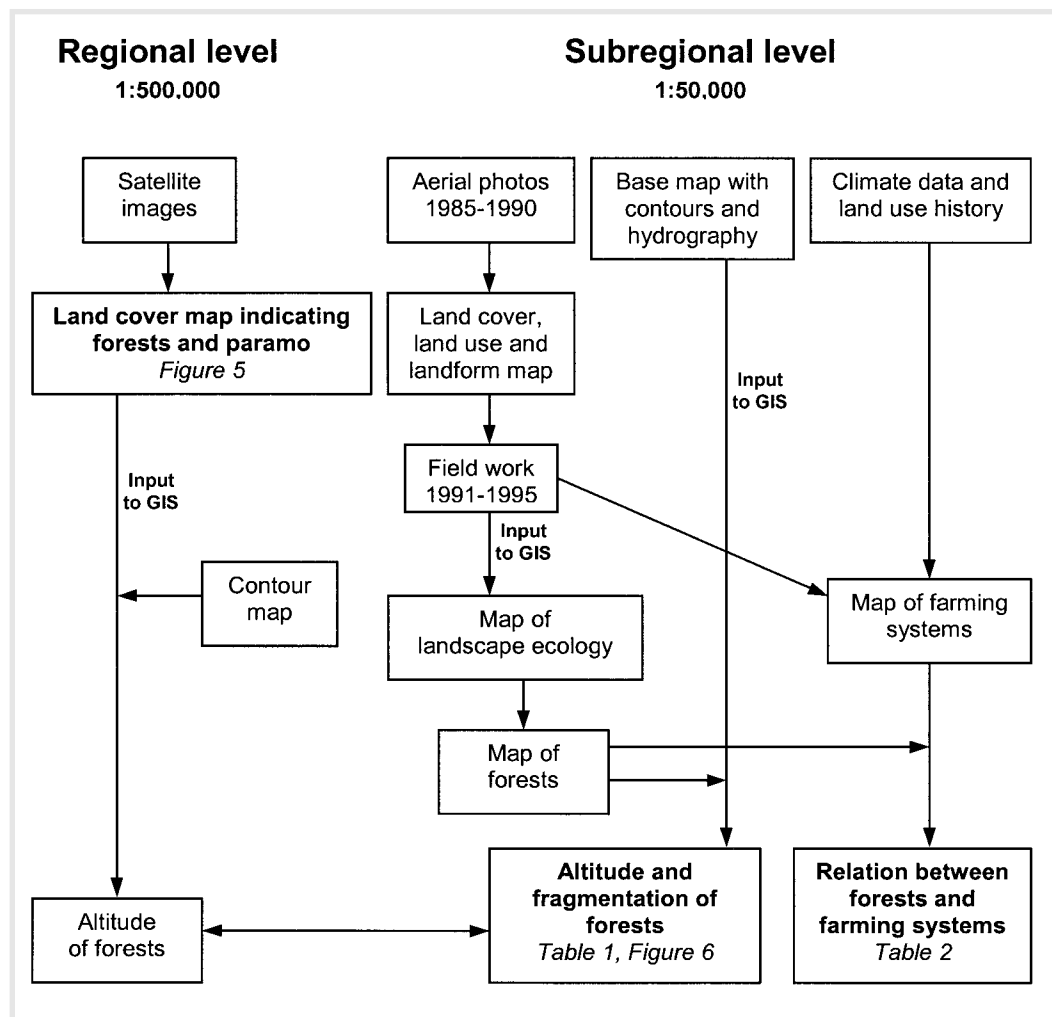 Regional level
1:500,000
Subregional level
1:50,000
Satellite
images
Aerial photos
1985-1990
Base map with
contours and
hydrography
Climate data and
land use history
Land cover map indicating
forests and paramo
Figure 5
Land cover,
land use and
landform map
Input
to GIS
Field work
1991-1995
Input
to GIS
Input
to GIS
Contour
map
Map of
landscape ecology
Map of farming
systems
Map of
forests
Altitude
of forests
Altitude and
fragmentation of
forests
Table 1, Figure 6
Relation between
forests and
farming systems
Table 2